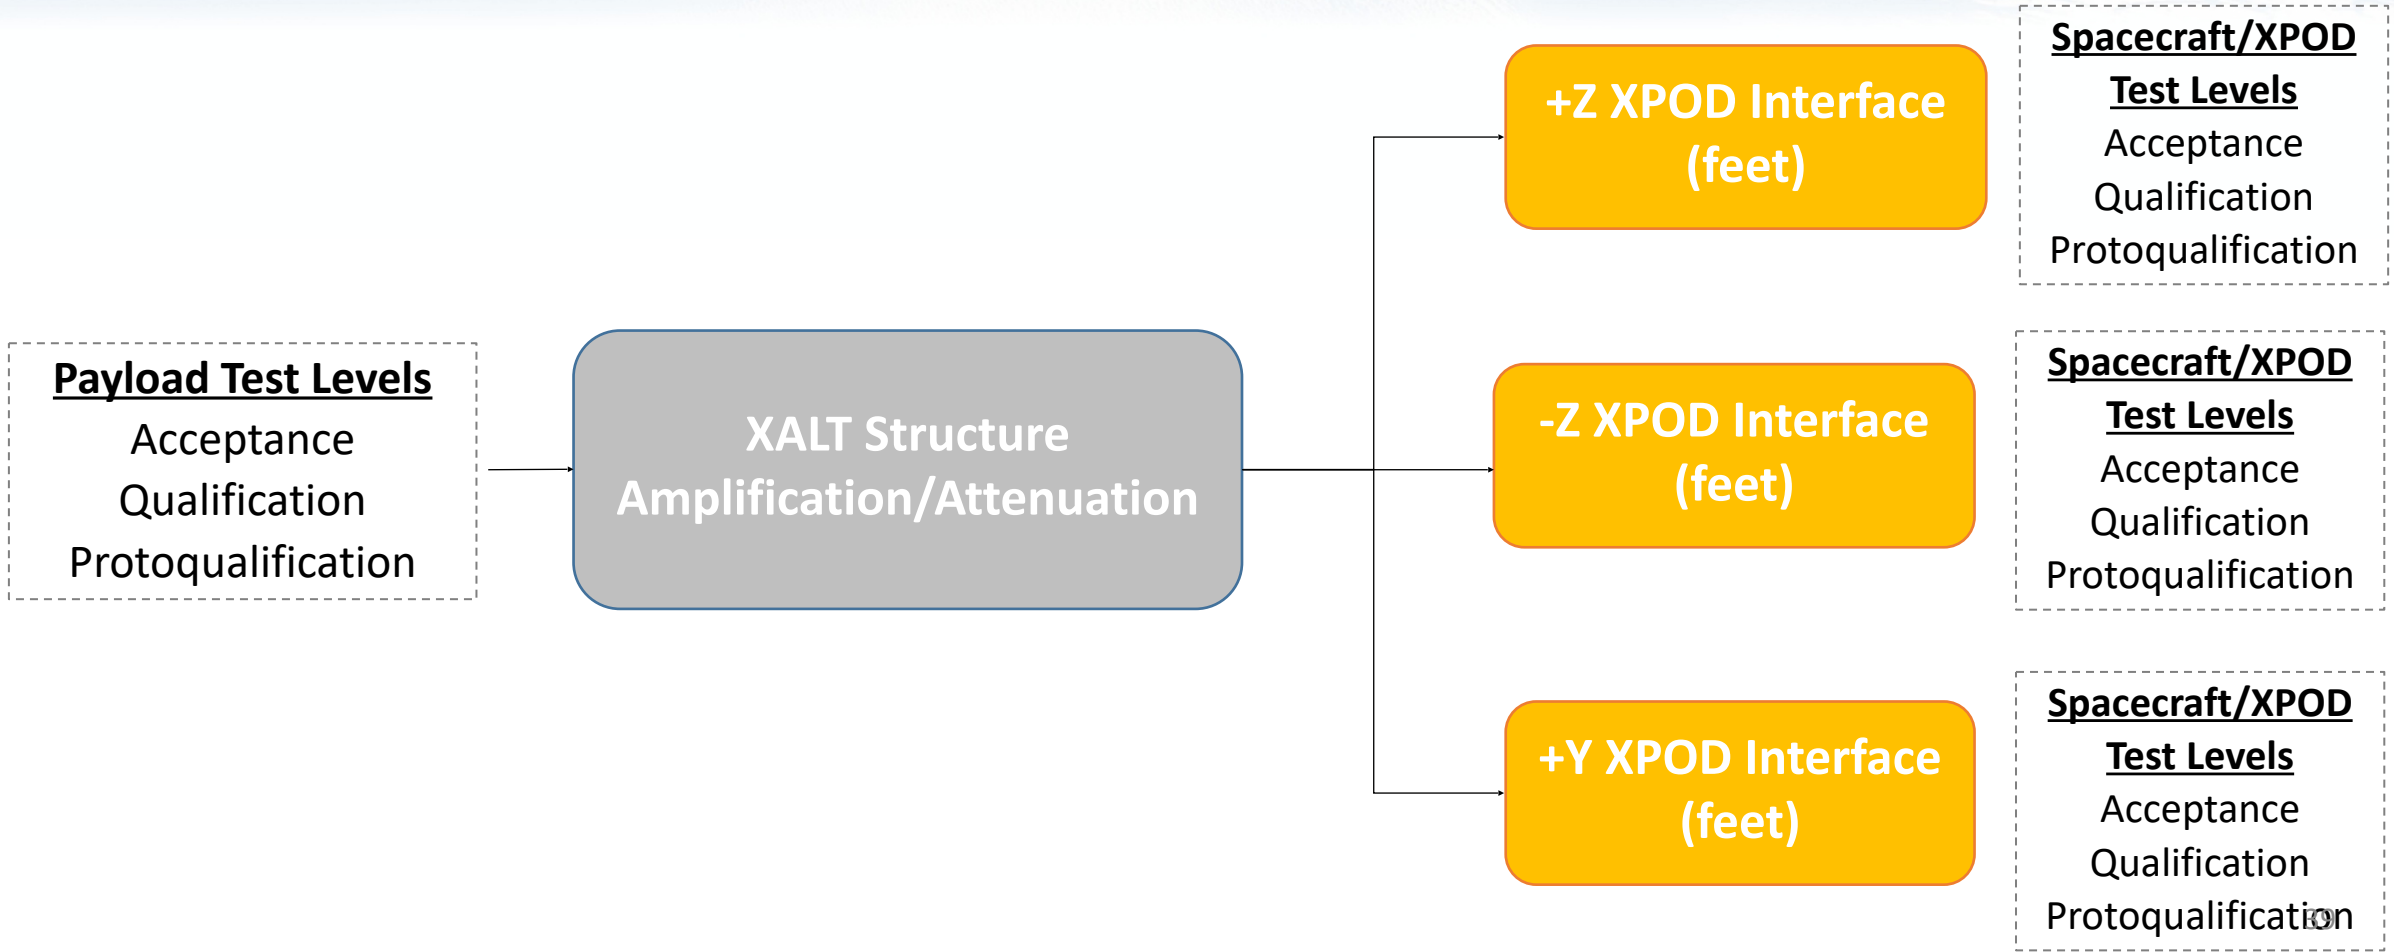 Payload Test Levels
Acceptance
Qualification
Protoqualification
XALT Structure
Amplification/Attenuation
+Z XPOD Interface
(feet)
Spacecraft/XPOD
Test Levels
Acceptance
Qualification
Protoqualification
-Z XPOD Interface
(feet)
Spacecraft/XPOD
Test Levels
Acceptance
Qualification
Protoqualification
+Y XPOD Interface
(feet)
Spacecraft/XPOD
Test Levels
Acceptance
Qualification
Protoqualification
39